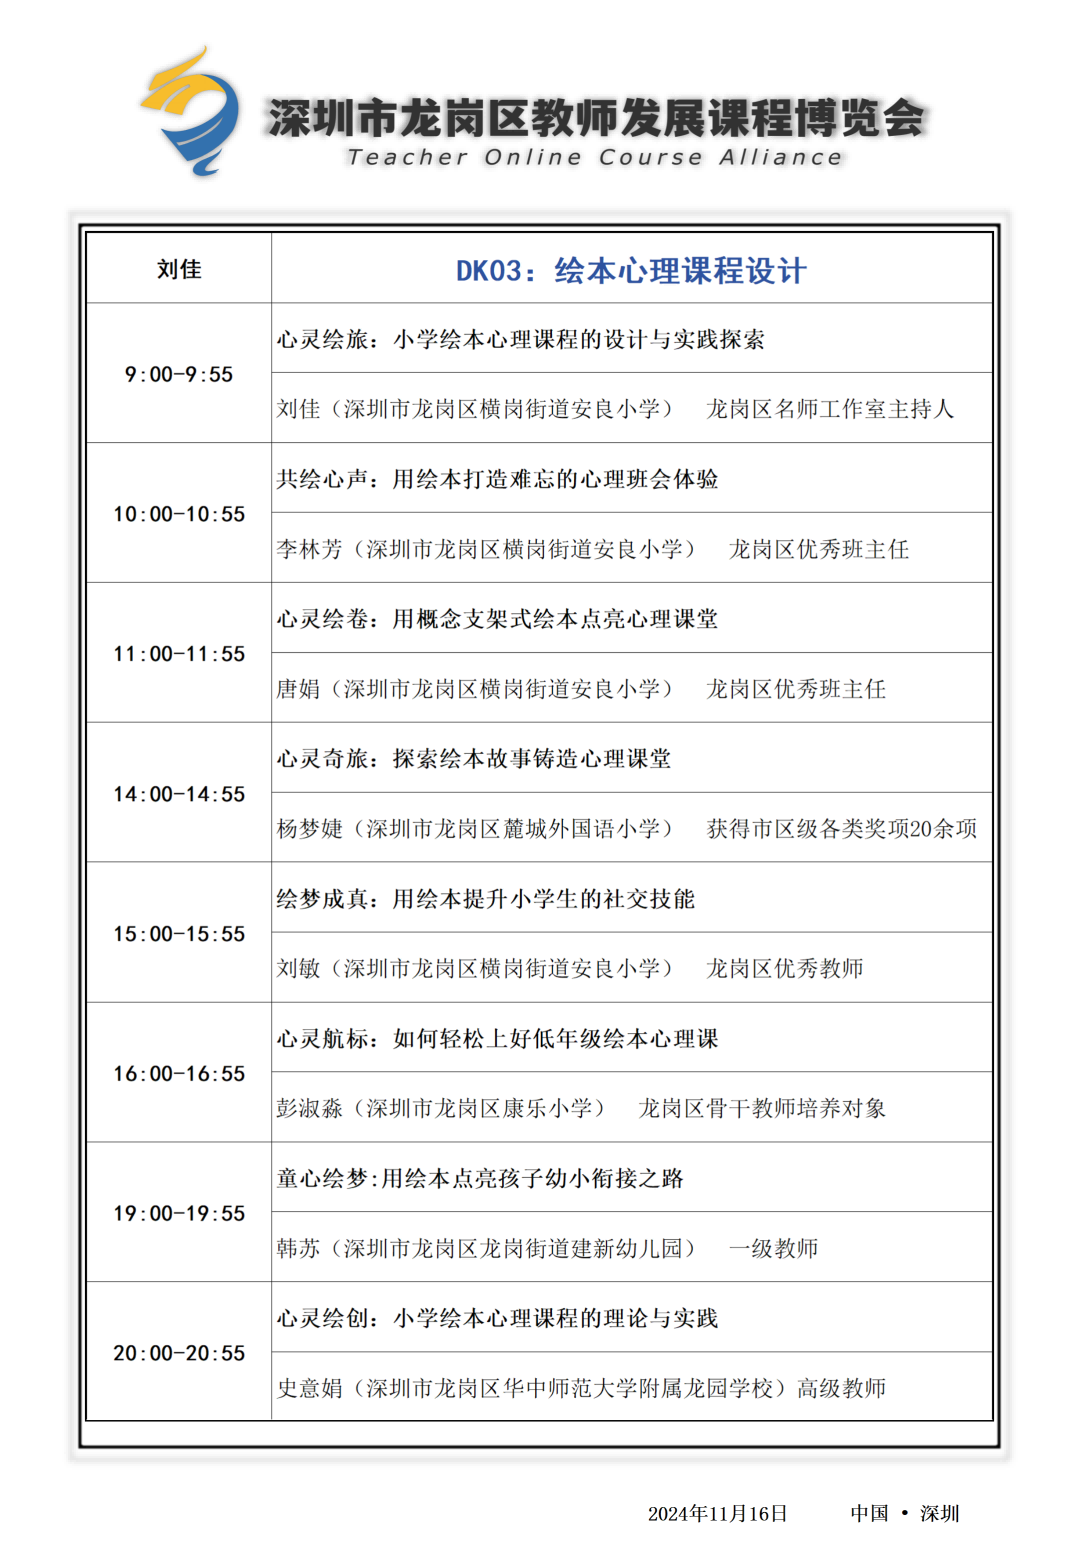 深圳市龙岗区教师发展课程博览会
Teacher Online Course Alliance
刘佳
DK03：绘本心理课程设计
9:00-9:55
心灵绘旅：小学绘本心理课程的设计与实践探索
刘佳（深圳市龙岗区横岗街道安良小学） 龙岗区名师工作室主持人
10:00-10:55
共绘心声：用绘本打造难忘的心理班会体验
李林芳（深圳市龙岗区横岗街道安良小学） 龙岗区优秀班主任
11:00-11:55
心灵绘卷：用概念支架式绘本点亮心理课堂
唐娟（深圳市龙岗区横岗街道安良小学） 龙岗区优秀班主任
14:00-14:55
心灵奇旅：探索绘本故事铸造心理课堂
杨梦婕（深圳市龙岗区麓城外国语小学） 获得市区级各类奖项20余项
15:00-15:55
绘梦成真：用绘本提升小学生的社交技能
刘敏（深圳市龙岗区横岗街道安良小学） 龙岗区优秀教师
16:00-16:55
心灵航标：如何轻松上好低年级绘本心理课
彭淑淼（深圳市龙岗区康乐小学） 龙岗区骨干教师培养对象
19:00-19:55
童心绘梦:用绘本点亮孩子幼小衔接之路
韩苏（深圳市龙岗区龙岗街道建新幼儿园） 一级教师
20:00-20:55
心灵绘创：小学绘本心理课程的理论与实践
史意娟（深圳市龙岗区华中师范大学附属龙园学校）高级教师
2024年11月16日 中国 • 深圳